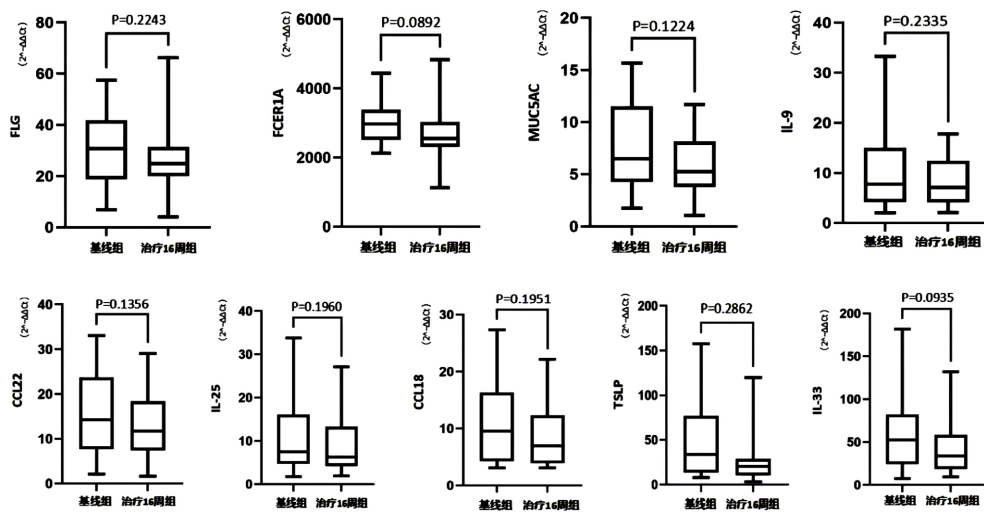 P=0.2243
(2^-ΔΔCt)
FLG
80
60
40
20
0
基线组 治疗16周组
P=0.0892
(2^-ΔΔCt)
FCER1A
6000
4000
2000
0
基线组 治疗16周组
P=0.1224
(2^-ΔΔCt)
MUC5AC
20
15
10
5
0
基线组 治疗16周组
P=0.2335
(2^-ΔΔCt)
IL-9
40
30
20
10
0
基线组 治疗16周组
P=0.1356
(2^-ΔΔCt)
CCL22
40
30
20
10
0
基线组 治疗16周组
P=0.1960
(2^-ΔΔCt)
IL-25
40
30
20
10
0
基线组 治疗16周组
P=0.1951
(2^-ΔΔCt)
CCL18
30
20
10
0
基线组 治疗16周组
P=0.2862
(2^-ΔΔCt)
TSLP
200
150
100
50
0
基线组 治疗16周组
P=0.0935
(2^-ΔΔCt)
IL-33
200
150
100
50
0
基线组 治疗16周组